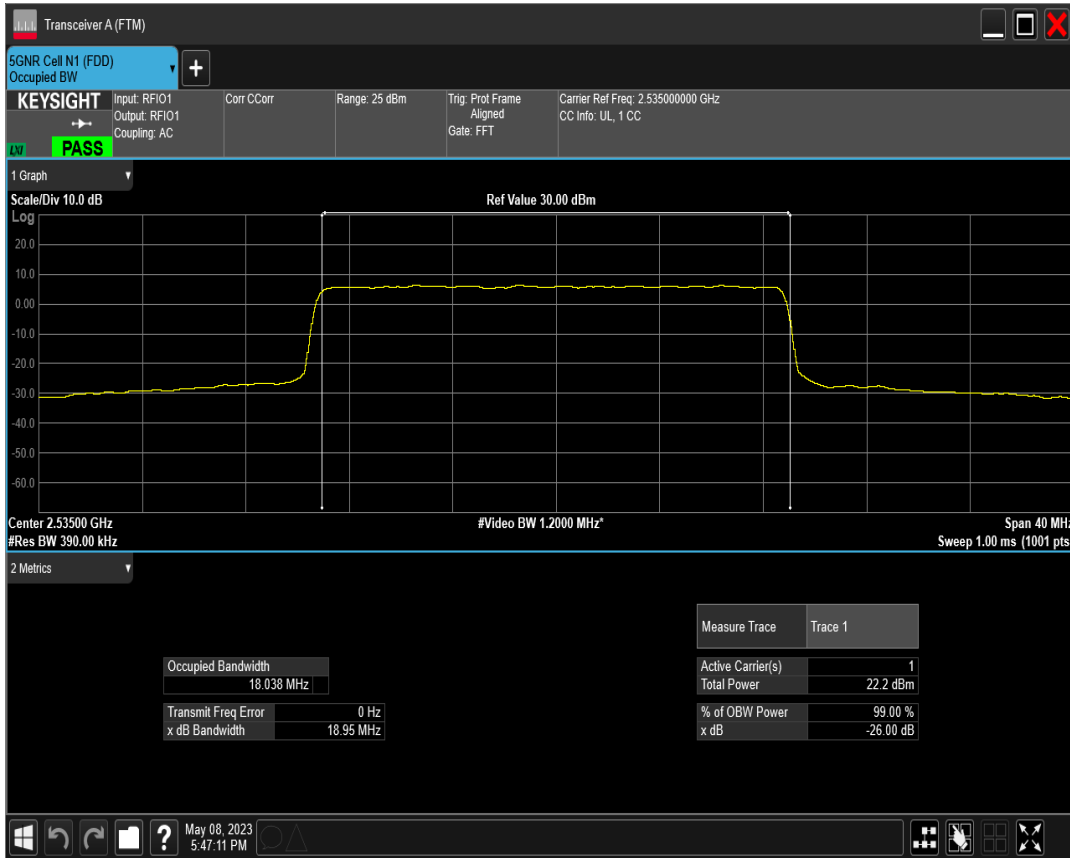 Transceiver A (FTM)
5GNR Cell N1 (FDD)
Occupied BW
+
KEYSIGHT
LXI
PASS
Input: RFIO1
Output: RFIO1
Coupling: AC
Corr CCorr
Range: 25 dBm
Trig: Prot Frame
Aligned
Gate: FFT
Carrier Ref Freq: 2.535000000 GHz
CC Info: UL, 1 CC
1 Graph
Scale/Div 10.0 dB
Ref Value 30.00 dBm
Log
20.0
10.0
0.00
-10.0
-20.0
-30.0
-40.0
-50.0
-60.0
Center 2.53500 GHz
#Video BW 1.2000 MHz*
Span 40 MHz
#Res BW 390.00 kHz
Sweep 1.00 ms (1001 pts
2 Metrics
Measure Trace Trace 1
Occupied Bandwidth
18.038 MHz
Active Carrier(s) 1
Total Power 22.2 dBm
Transmit Freq Error 0 Hz
x dB Bandwidth 18.95 MHz
% of OBW Power 99.00 %
x dB -26.00 dB
?
May 08, 2023
5:47:11 PM